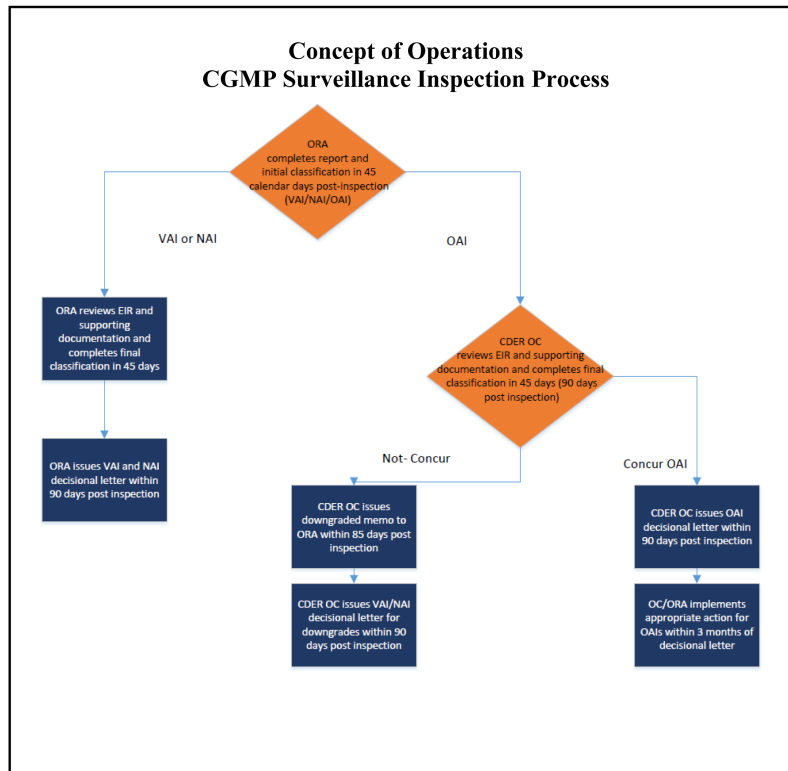 Concept of Operations
CGMP Surveillance Inspection Process
ORA
completes report and
initial classification in 45
calendar days post-inspection
(VAI/NAI/OAI)
VAI or NAI
OAI
ORA reviews EIR and
supporting
documentation and
completes final
classification in 45 days
CDER OC
reviews EIR and supporting
documentation and completes final
classification in 45 days (90 days
post inspection)
ORA issues VAI and NAI
decisional letter within
90 days post inspection
Not- Concur
Concur OAI
CDER OC issues
downgraded memo to
ORA within 85 days post
inspection
CDER OC issues OAI
decisional letter within
90 days post inspection
CDER OC issues VAI/NAI
decisional letter for
downgrades within 90
days post inspection
OC/ORA implements
appropriate action for
OAIs within 3 months of
decisional letter